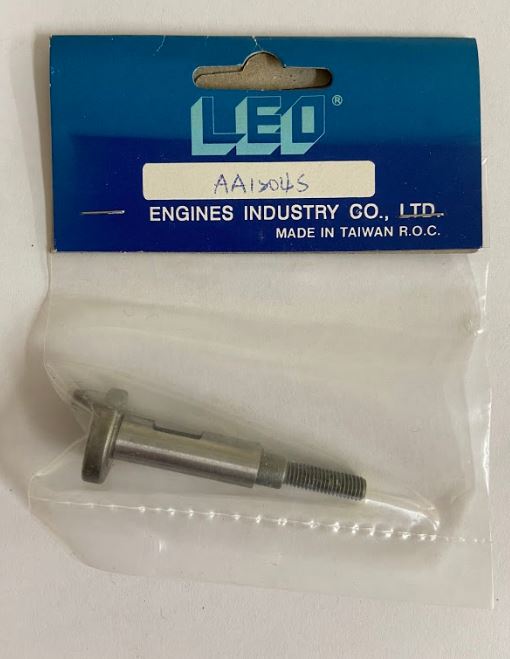 LEO®
AA1204S
ENGINES INDUSTRY CO., LTD.
MADE IN TAIWAN R.O.C.